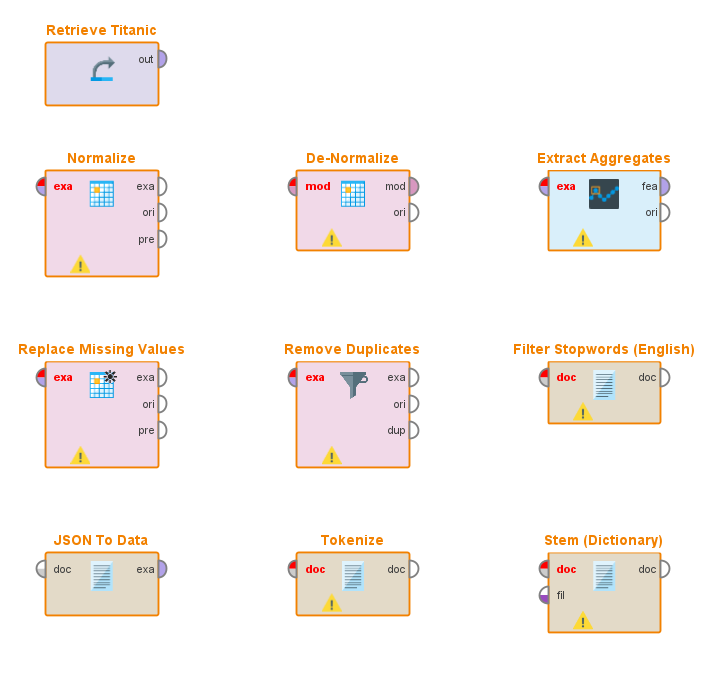 Retrieve Titanic
out
Normalize
De-Normalize
Extract Aggregates
exa exa
mod mod
exa fea
ori
ori
ori
pre
Replace Missing Values
Remove Duplicates
Filter Stopwords (English)
exa exa
exa exa
doc doc
ori
ori
pre
dup
JSON To Data
Tokenize
Stem (Dictionary)
doc exa
doc doc
doc doc
fil